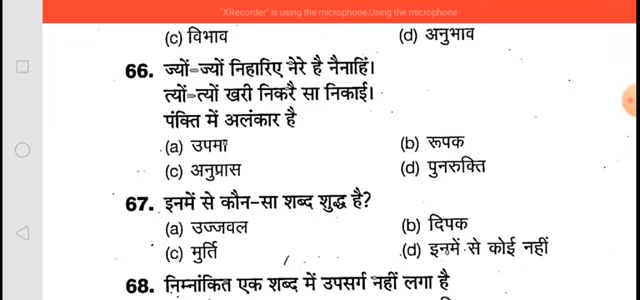 "XRecorder" is using the microphone,Using the microphone
(c) विभाव (d) अनुभाव
66. ज्यों-ज्यों निहारिए नेरे है नैनाहिं।
त्यों-त्यों खरी निकरै सा निकाई।
पंक्ति में अलंकार है
(a) उपमा (b) रूपक
(c) अनुप्रास (d) पुनरुक्ति
67. इनमें से कौन-सा शब्द शुद्ध है?
(a) उज्जवल (b) दिपक
(c) मुर्ति (d) इनमें से कोई नहीं
68. निम्नांकित एक शब्द में उपसर्ग नहीं लगा है